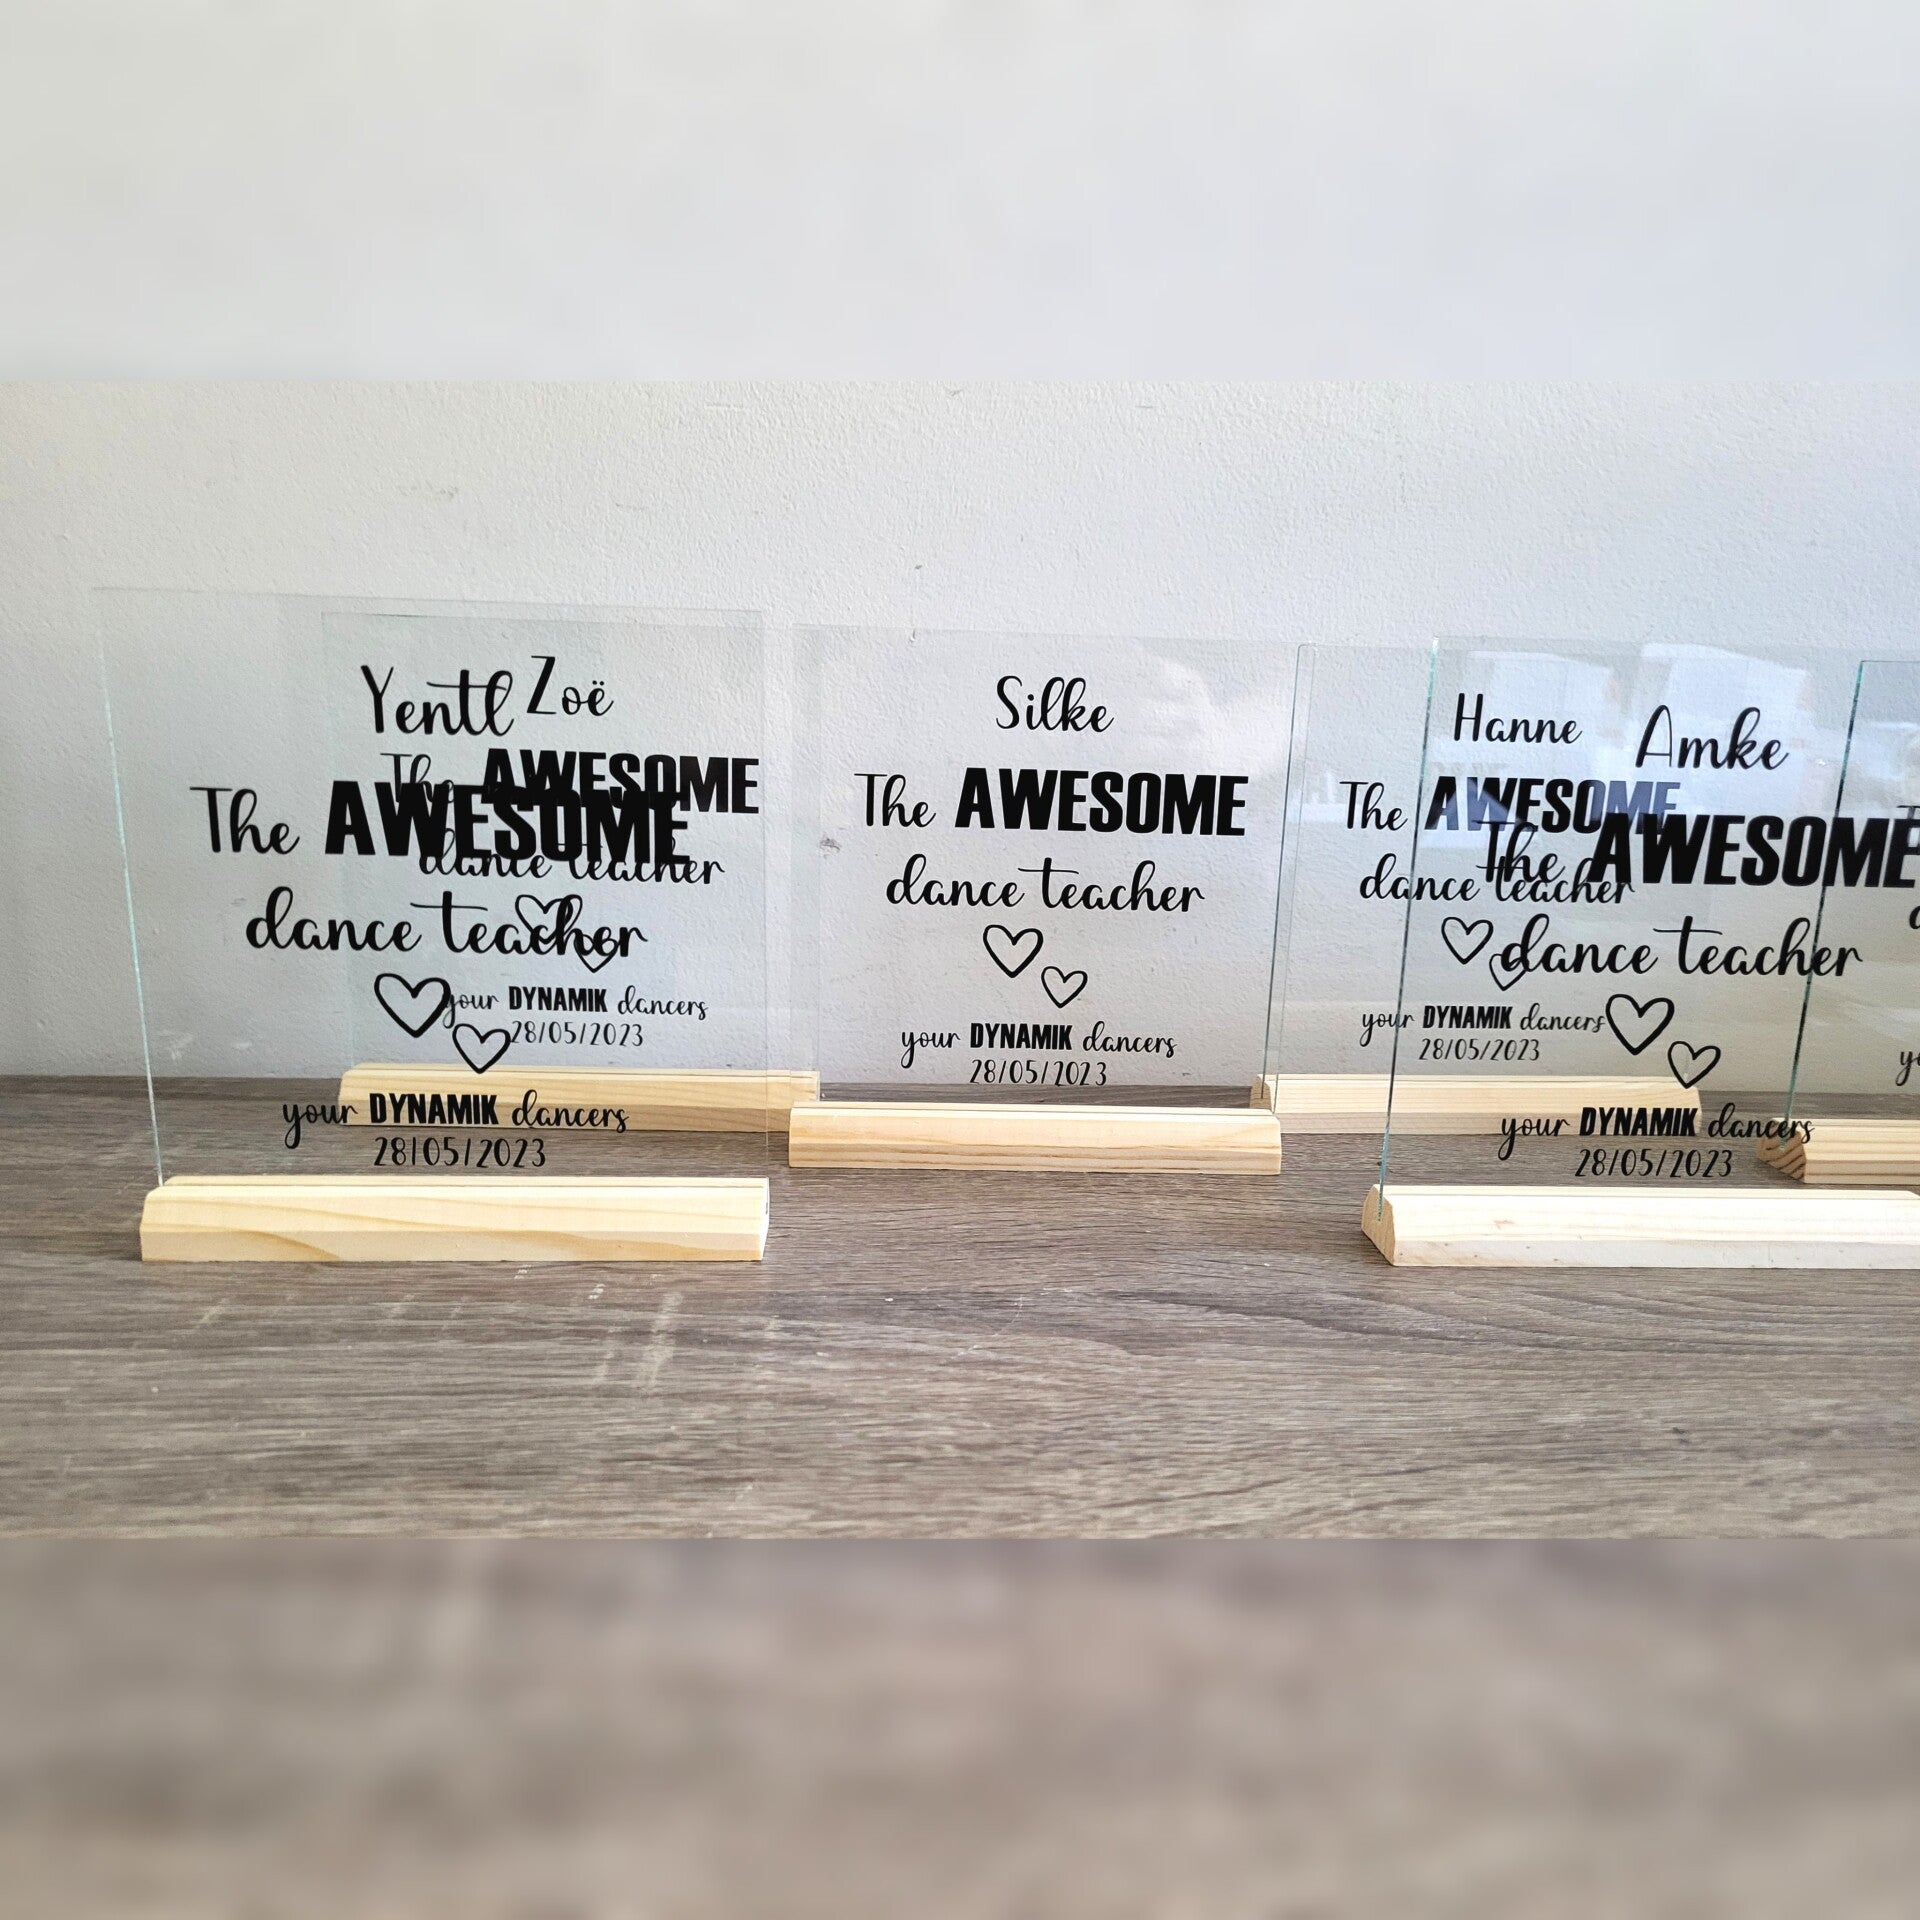 Yentl
The AWESOME
dance teacher
your DYNAMIK dancers
28/05/2023
Zoë
The AWESOME
dance teacher
your DYNAMIK dancers
28/05/2023
Silke
The AWESOME
dance teacher
your DYNAMIK dancers
28/05/2023
Hanne
The AWESOME
dance teacher
your DYNAMIK dancers
28/05/2023
Amke
The AWESOME
dance teacher
your DYNAMIK dancers
28/05/2023